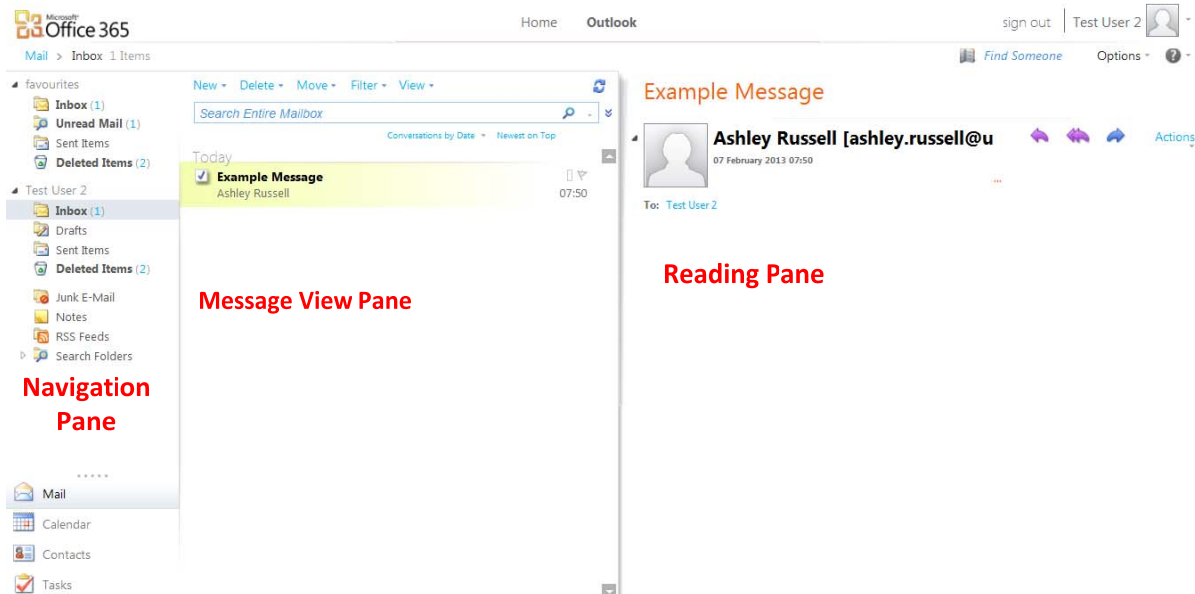 Microsoft
Office 365
Home Outlook
sign out Test User 2
Mail > Inbox 1 Items
Find Someone Options
favourites
Inbox (1)
Unread Mail (1)
Sent Items
Deleted Items (2)
Test User 2
Inbox (1)
Drafts
Sent Items
Deleted Items (2)
Junk E-Mail
Notes
RSS Feeds
Search Folders
Navigation
Pane
Mail
Calendar
Contacts
Tasks
New Delete Move Filter View
Search Entire Mailbox
Conversations by Date Newest on Top
Today
Example Message
Ashley Russell 07:50
Message View Pane
Example Message
Ashley Russell [ashley.russell@u
Actions
07 February 2013 07:50
...
To: Test User 2
Reading Pane